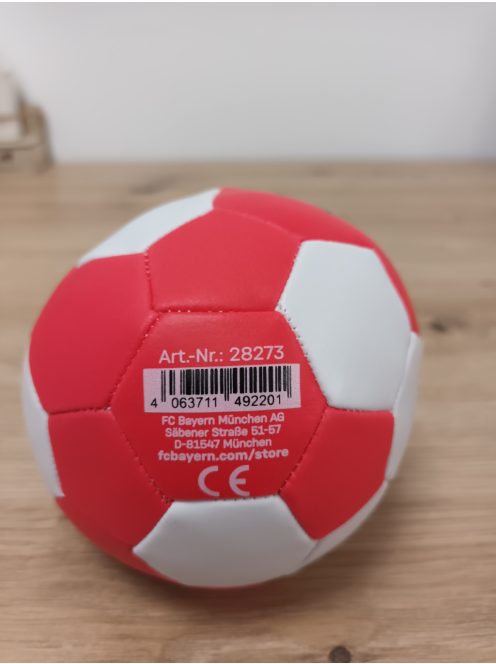 Art.-Nr.: 28273
4 063711 492201
FC Bayern München AG
Säbener Straße 51-57
D-81547 München
fcbayern.com/store
CE